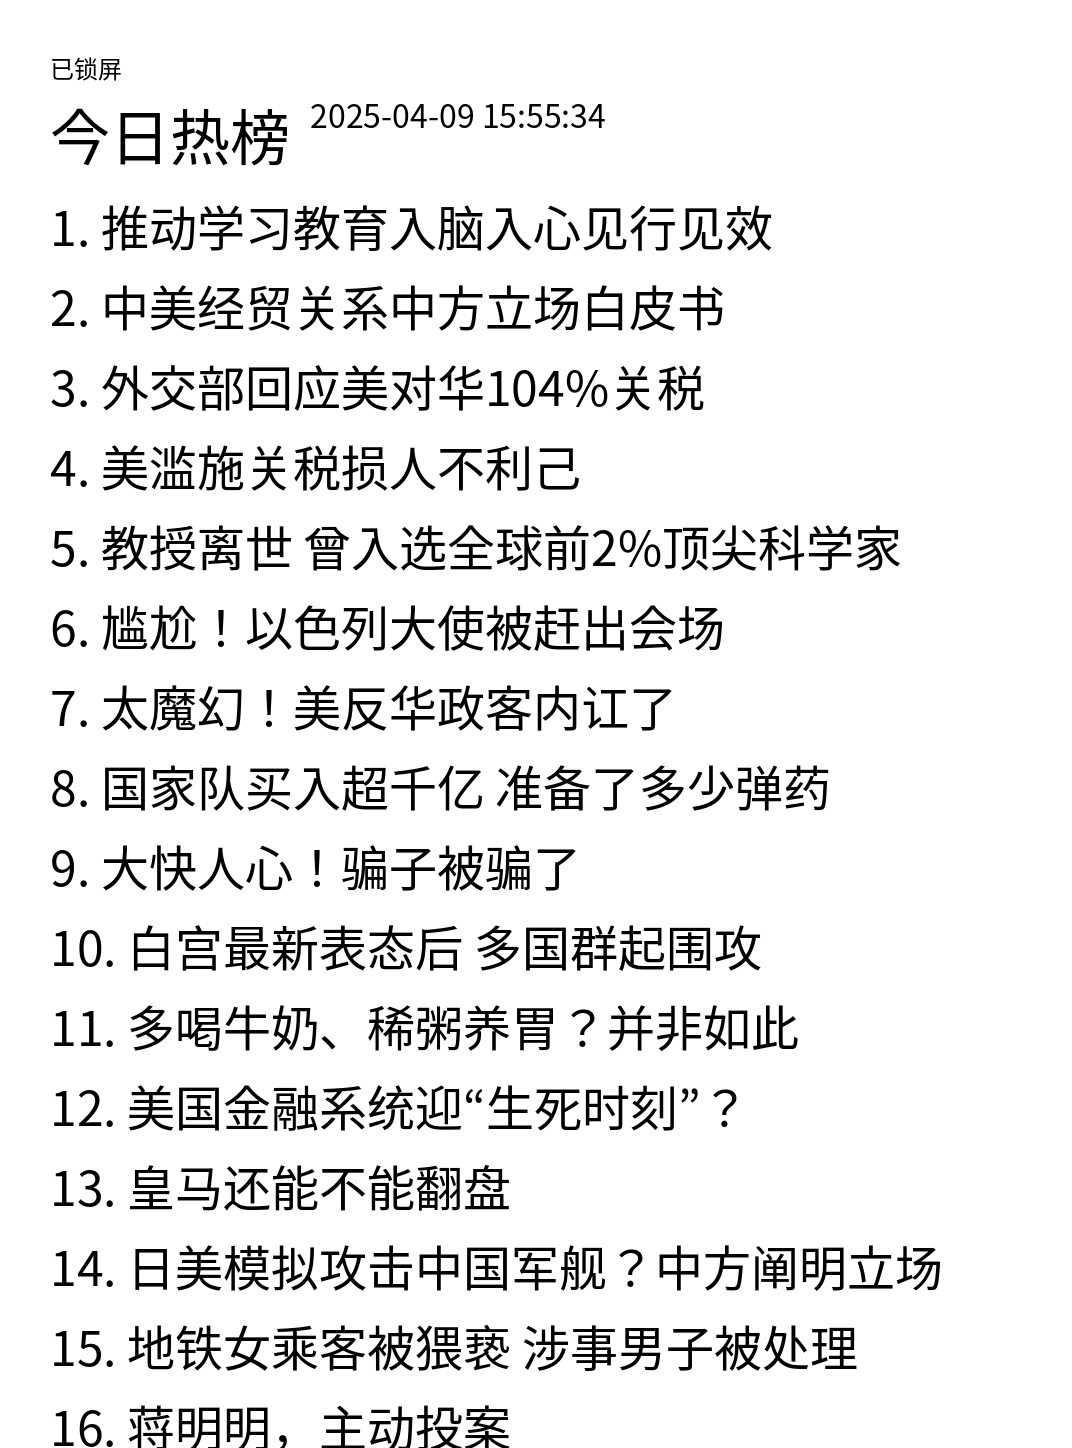 已锁屏
今日热榜 2025-04-09 15:55:34
1. 推动学习教育入脑入心见行见效
2. 中美经贸关系中方立场白皮书
3. 外交部回应美对华104%关税
4. 美滥施关税损人不利己
5. 教授离世 曾入选全球前2%顶尖科学家
6. 尴尬！以色列大使被赶出会场
7. 太魔幻！美反华政客内讧了
8. 国家队买入超千亿 准备了多少弹药
9. 大快人心！骗子被骗了
10. 白宫最新表态后 多国群起围攻
11. 多喝牛奶、稀粥养胃？并非如此
12. 美国金融系统迎“生死时刻”？
13. 皇马还能不能翻盘
14. 日美模拟攻击中国军舰？中方阐明立场
15. 地铁女乘客被猥亵 涉事男子被处理
16. 蒋明明，主动投案